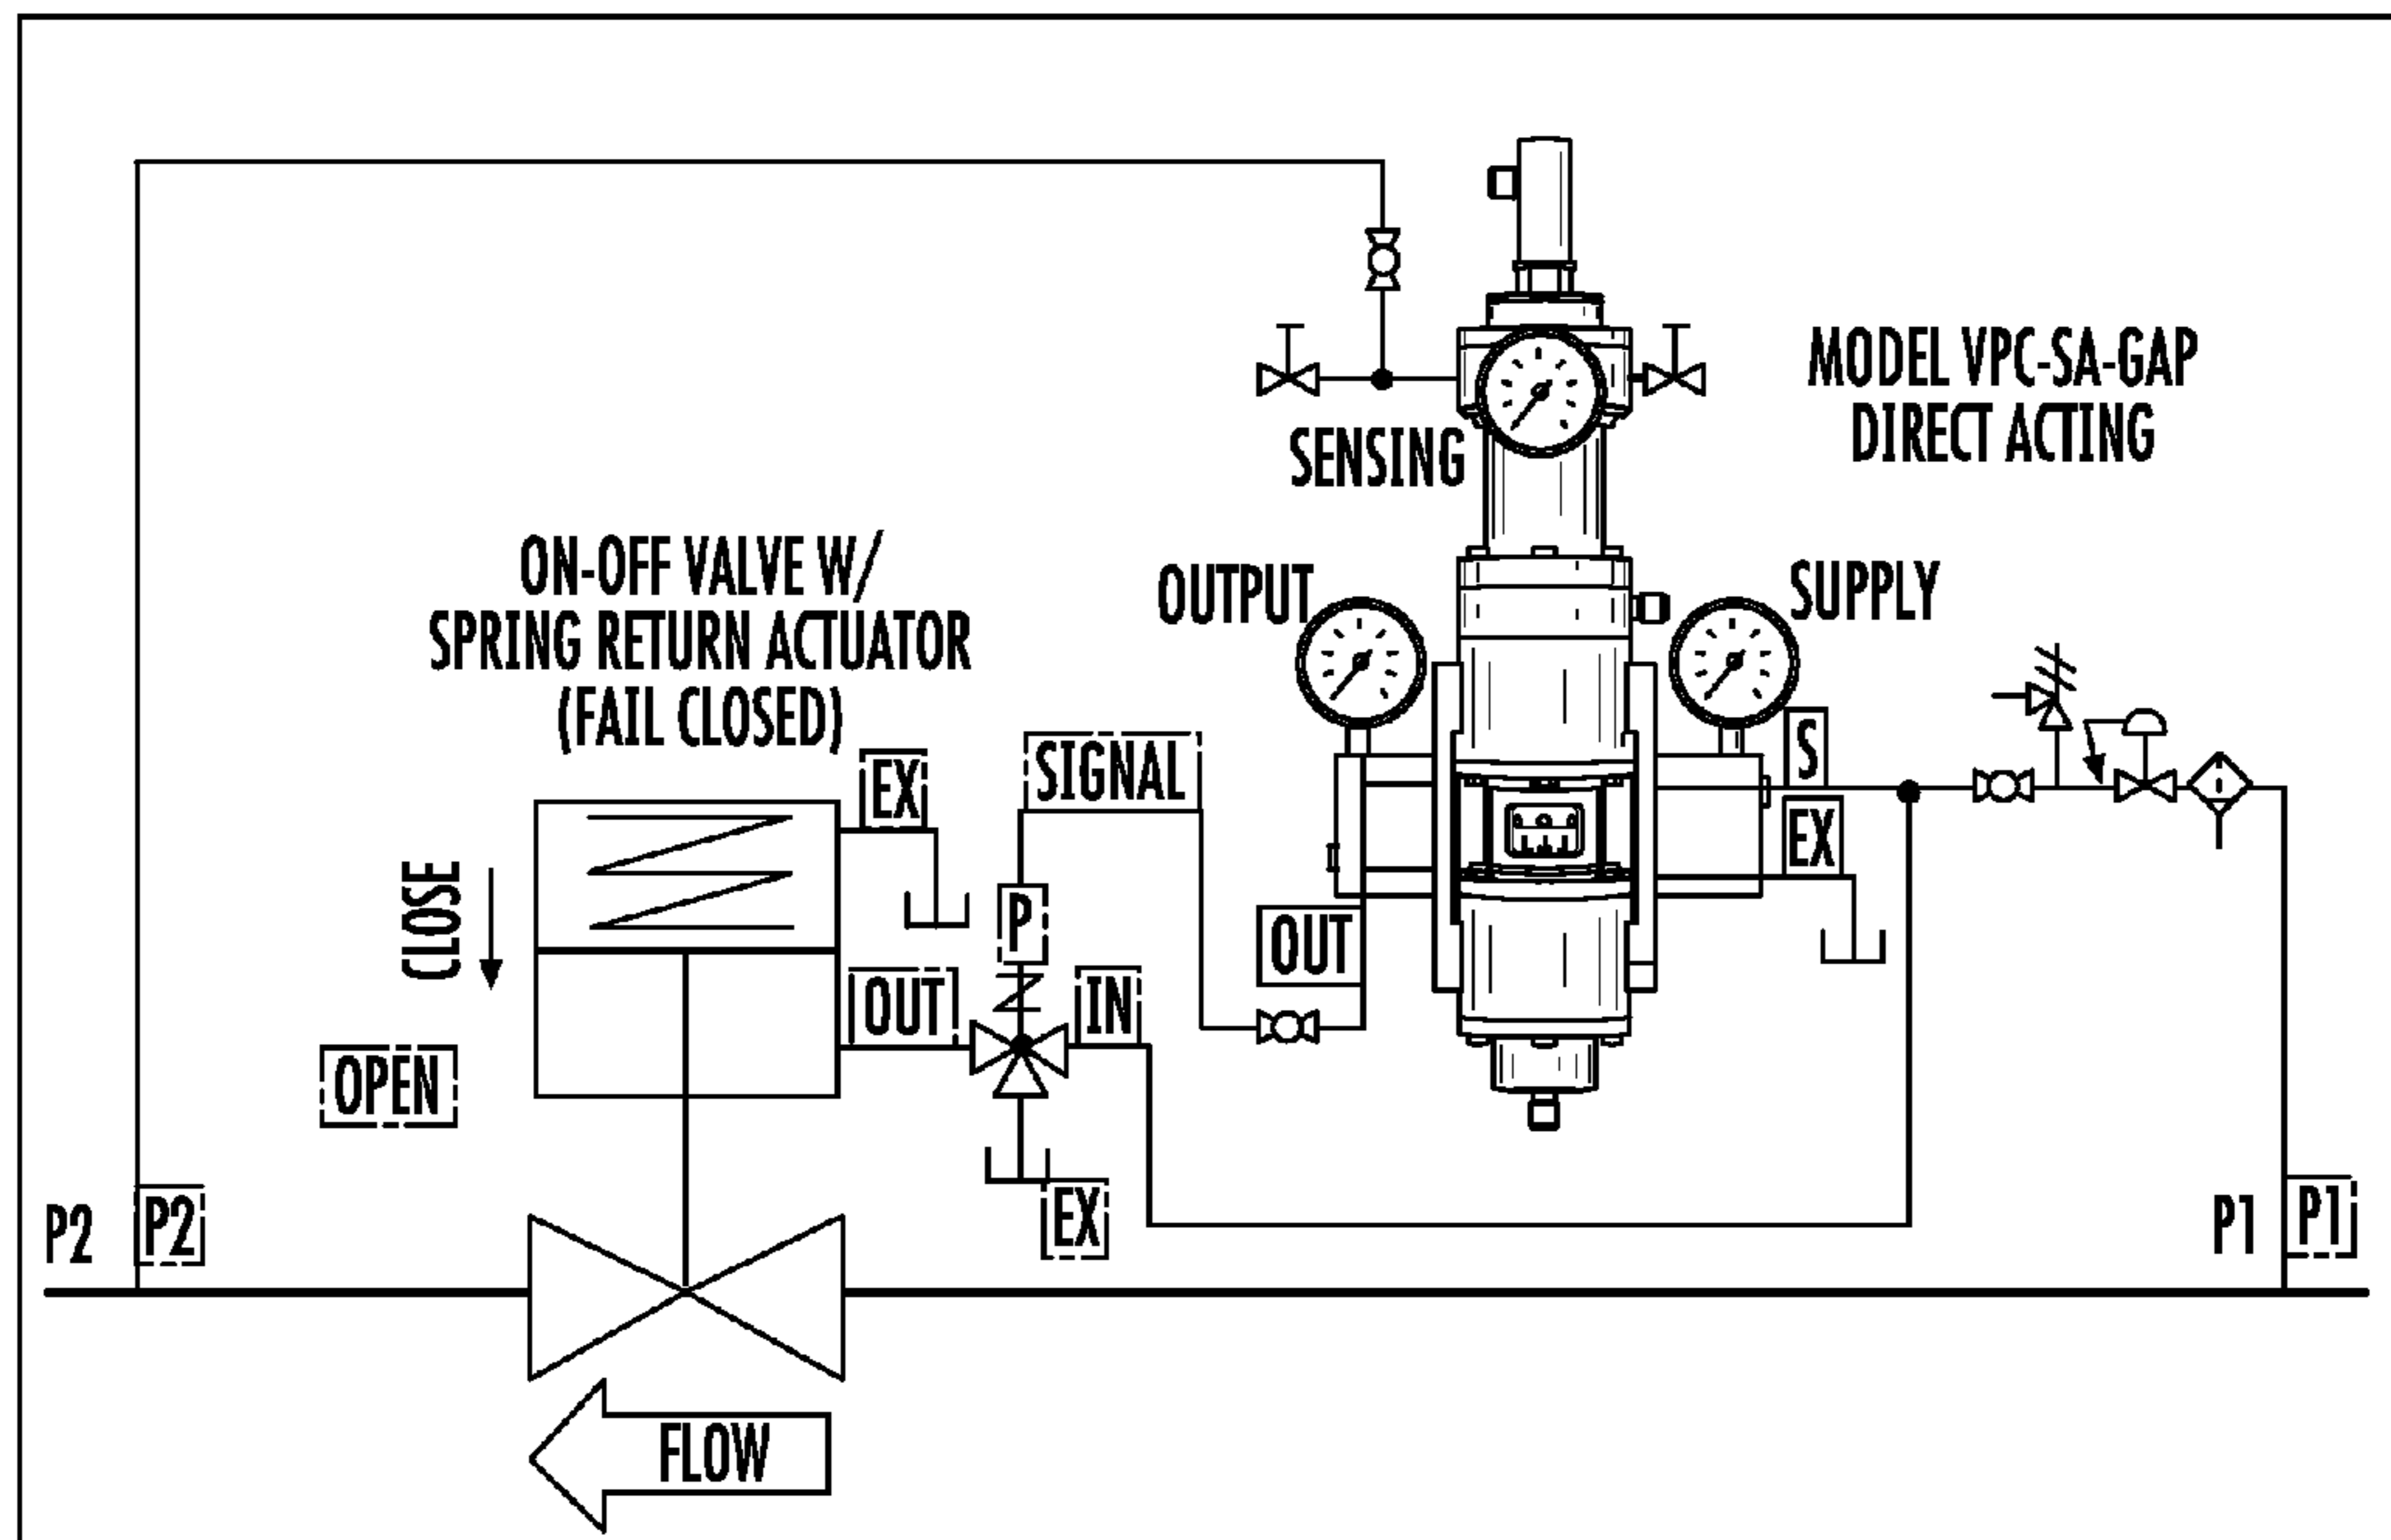 MODEL VPC-SA-GAP
DIRECT ACTING
SENSING
ON-OFF VALVE W/
SPRING RETURN ACTUATOR
(FAIL CLOSED)
OUTPUT
SUPPLY
SIGNAL
S
EX
EX
CLOSE
P
OUT
OUT
IN
OPEN
EX
P2
P2
P1
P1
FLOW